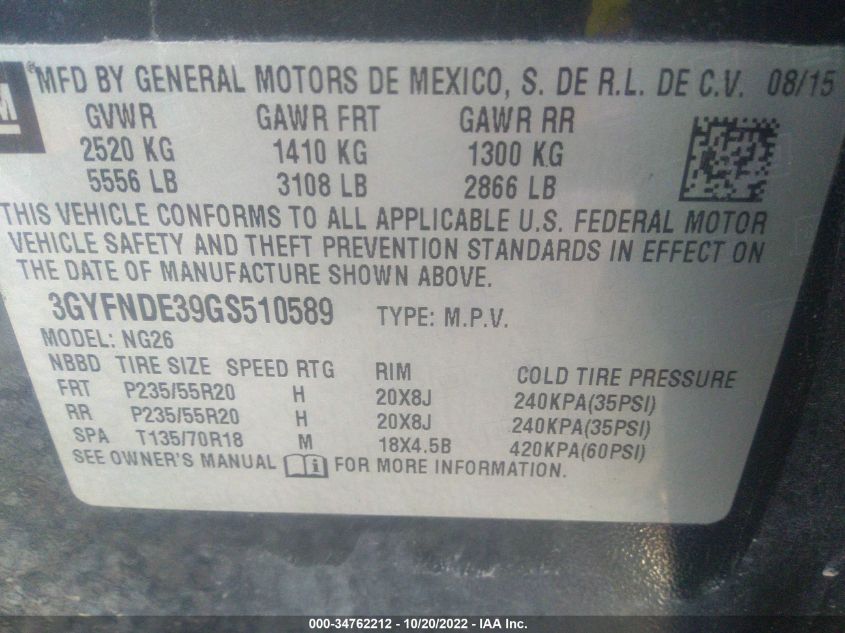 GM
® MFD BY GENERAL MOTORS DE MEXICO, S. DE R.L. DE C.V. 08/15
GVWR GAWR FRT GAWR RR
2520 KG 1410 KG 1300 KG
5556 LB 3108 LB 2866 LB
THIS VEHICLE CONFORMS TO ALL APPLICABLE U.S. FEDERAL MOTOR
VEHICLE SAFETY AND THEFT PREVENTION STANDARDS IN EFFECT ON
THE DATE OF MANUFACTURE SHOWN ABOVE.
3GYFNDE39GS510589 TYPE: M.P.V.
MODEL: NG26
NBBD TIRE SIZE SPEED RTG RIM COLD TIRE PRESSURE
FRT P235/55R20 H 20X8J 240KPA(35PSI)
RR P235/55R20 H 20X8J 240KPA(35PSI)
SPA T135/70R18 M 18X4.5B 420KPA(60PSI)
SEE OWNER'S MANUAL i FOR MORE INFORMATION.
000-34762212 - 10/20/2022 - IAA Inc.